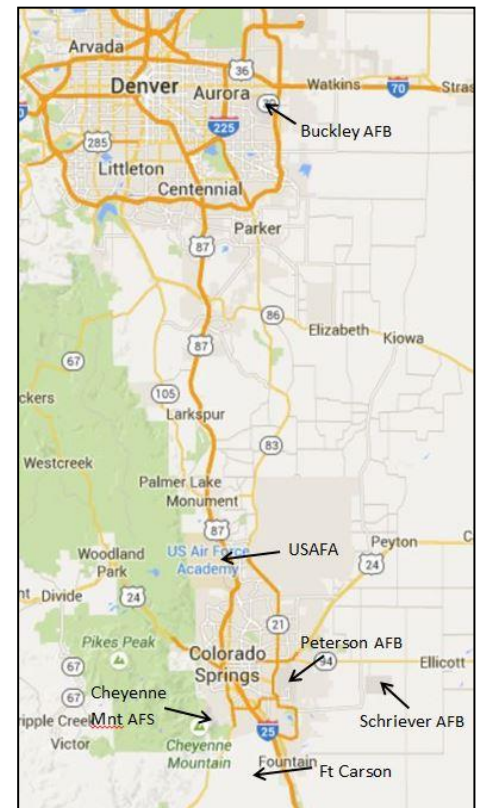 Arvada
36
Denver
Aurora
Watkins
70
Buckley AFB
225
285
Littleton
Centennial
87
Parker
86
Elizabeth
Kiowa
87
67
105
ckers
Larkspur
83
Westcreek
Palmer Lake
Monument
87
US Air Force
Academy
USAFA
Peyton
Woodland
Park
24
Divide
24
21
Pikes Peak
Colorado
Springs
Peterson AFB
94
Ellicott
67
67
Cheyenne
Mnt AFS
ripple Creek
Victor
Schriever AFB
25
Cheyenne
Mountain
Fountain
Ft Carson